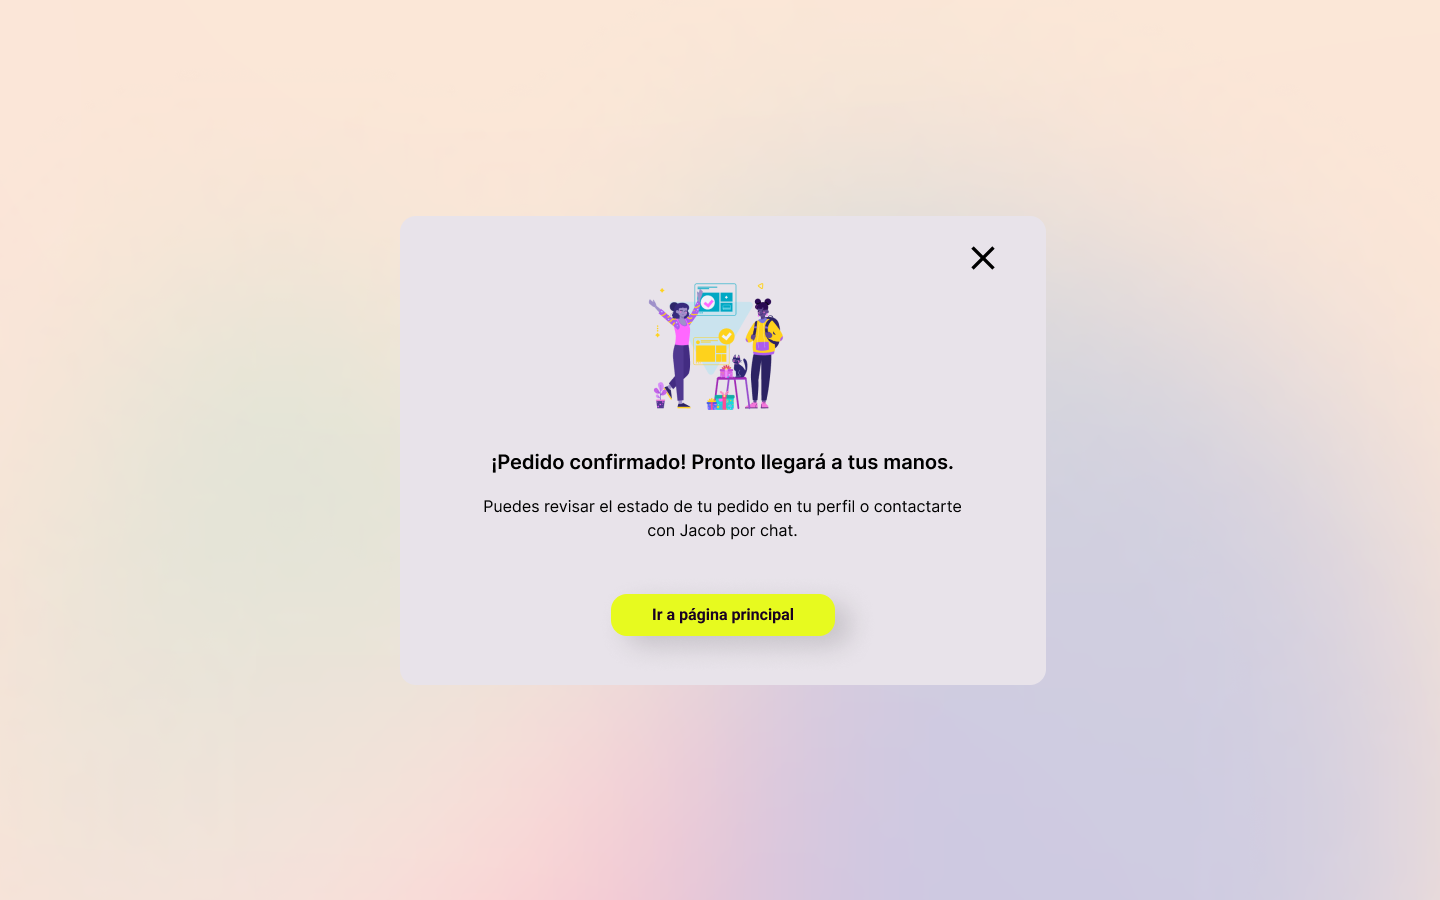 ¡Pedido confirmado! Pronto llegará a tus manos.
Puedes revisar el estado de tu pedido en tu perfil o contactarte
con Jacob por chat.
Ir a página principal